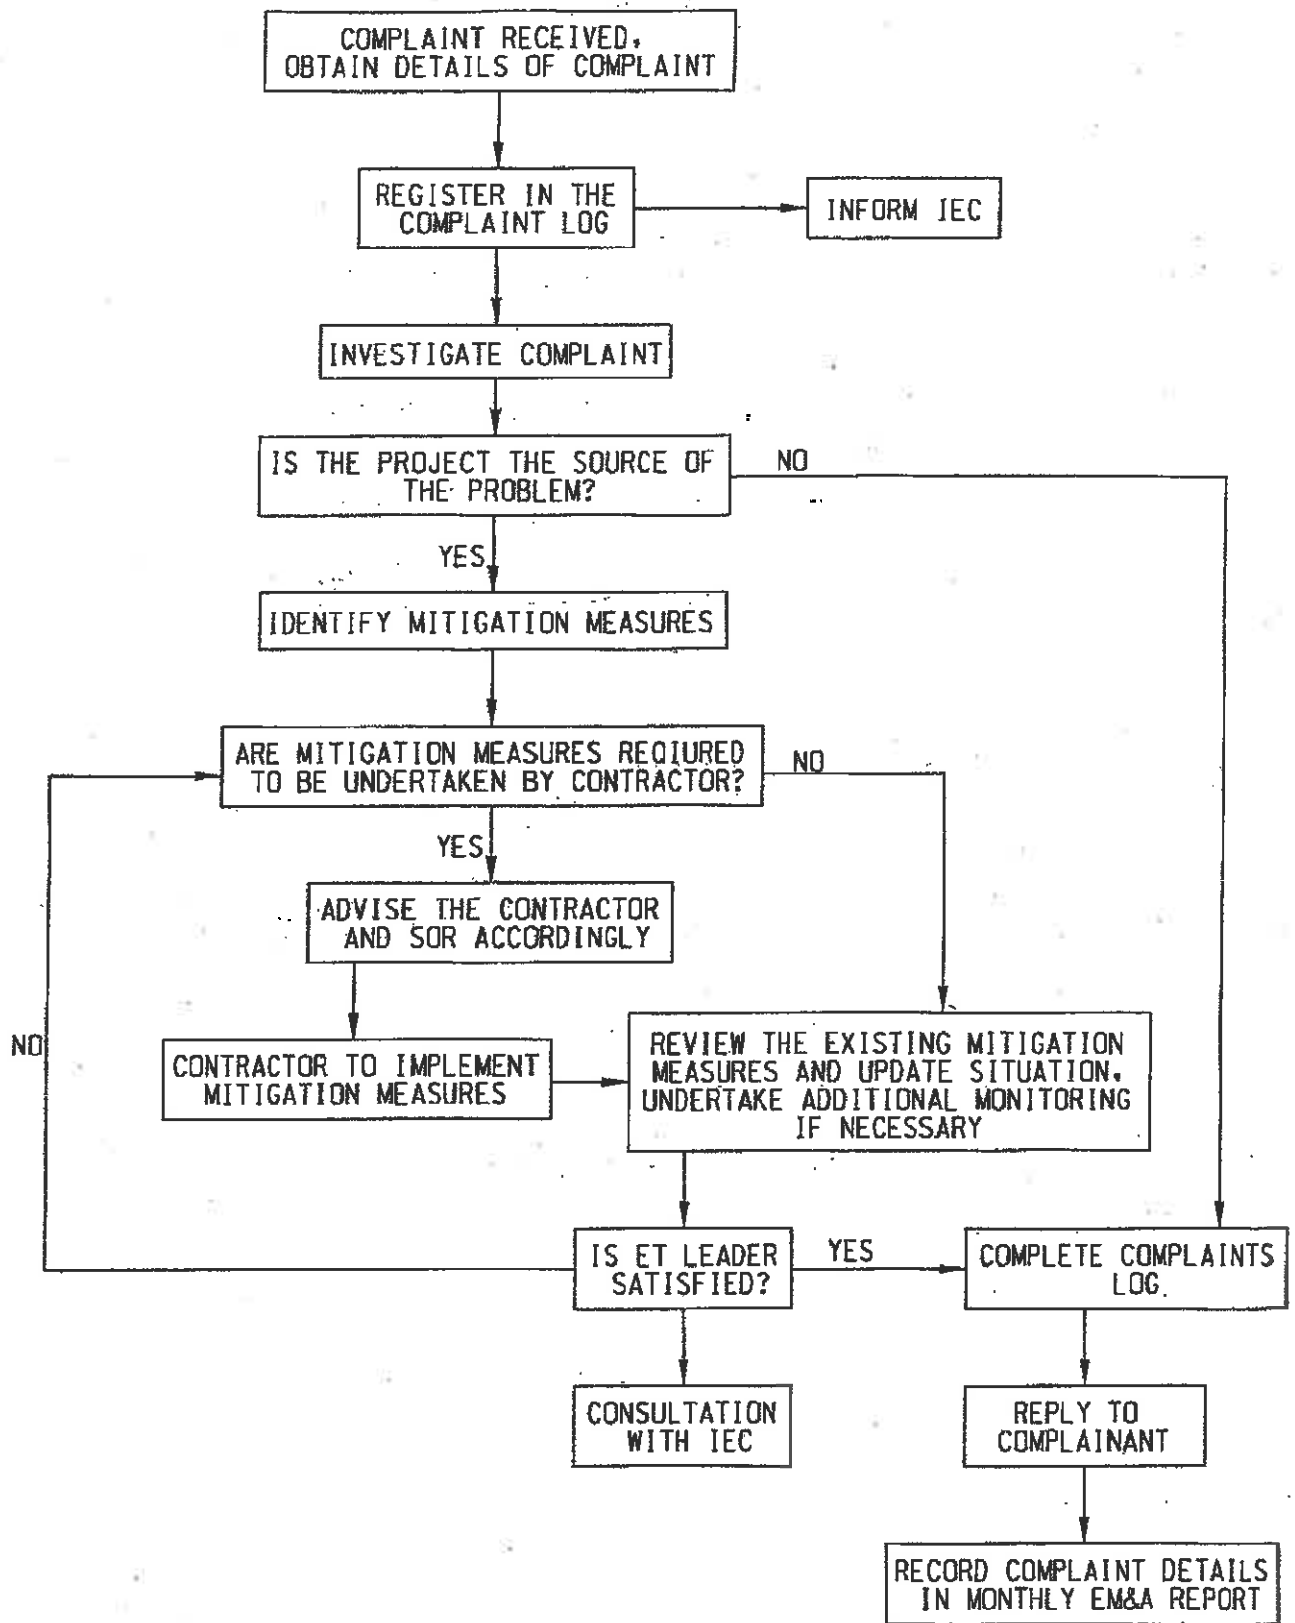 COMPLAINT RECEIVED.
OBTAIN DETAILS OF COMPLAINT
REGISTER IN THE
COMPLAINT LOG
INFORM IEC
INVESTIGATE COMPLAINT
IS THE PROJECT THE SOURCE OF
THE PROBLEM?
NO
YES
IDENTIFY MITIGATION MEASURES
ARE MITIGATION MEASURES REQIURED
TO BE UNDERTAKEN BY CONTRACTOR?
NO
YES
ADVISE THE CONTRACTOR
AND SOR ACCORDINGLY
NO
CONTRACTOR TO IMPLEMENT
MITIGATION MEASURES
REVIEW THE EXISTING MITIGATION
MEASURES AND UPDATE SITUATION.
UNDERTAKE ADDITIONAL MONITORING
IF NECESSARY
IS ET LEADER
SATISFIED?
YES
COMPLETE COMPLAINTS
LOG.
CONSULTATION
WITH IEC
REPLY TO
COMPLAINANT
RECORD COMPLAINT DETAILS
IN MONTHLY EM&A REPORT